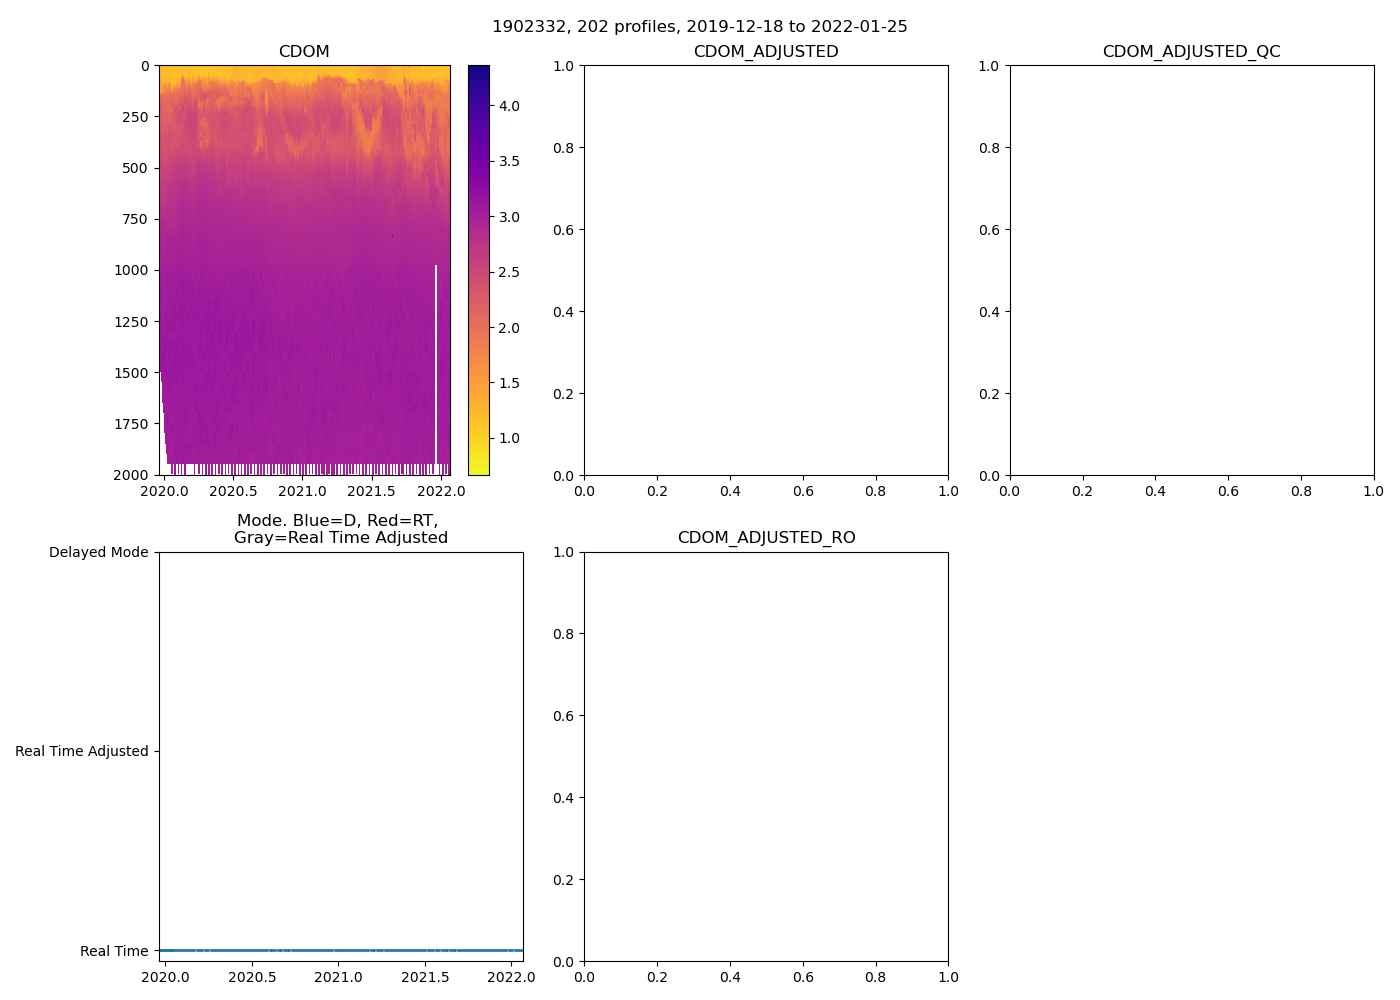 1902332, 202 profiles, 2019-12-18 to 2022-01-25
CDOM
0
250
500
750
1000
1250
1500
1750
2000
2020.0 2020.5 2021.0 2021.5 2022.0
4.0
3.5
3.0
2.5
2.0
1.5
1.0
CDOM_ADJUSTED
1.0
0.8
0.6
0.4
0.2
0.0
0.0 0.2 0.4 0.6 0.8 1.0
CDOM_ADJUSTED_QC
1.0
0.8
0.6
0.4
0.2
0.0
0.0 0.2 0.4 0.6 0.8 1.0
Mode. Blue=D, Red=RT,
Gray=Real Time Adjusted
Delayed Mode
Real Time Adjusted
Real Time
2020.0 2020.5 2021.0 2021.5 2022.0
CDOM_ADJUSTED_RO
1.0
0.8
0.6
0.4
0.2
0.0
0.0 0.2 0.4 0.6 0.8 1.0